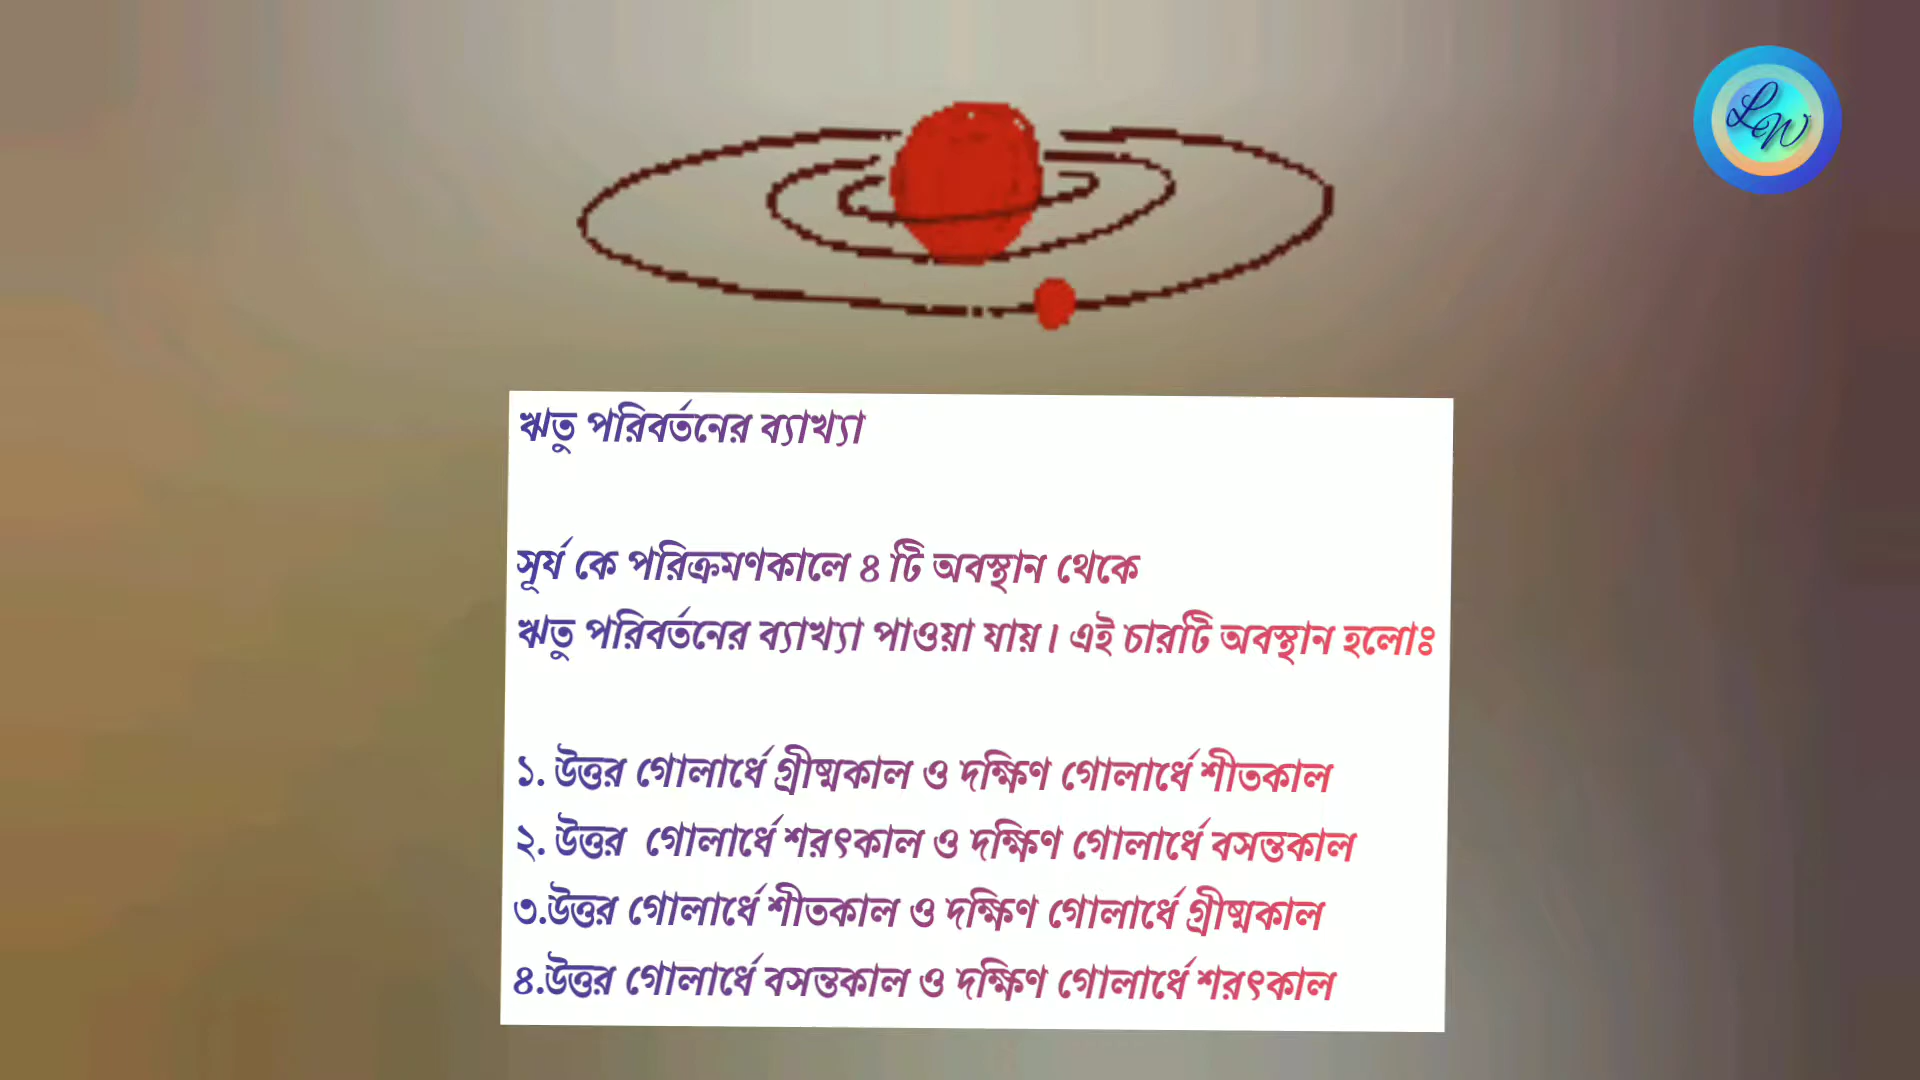 LW
ঋতু পরিবর্তনের ব্যাখ্যা
সূর্য কে পরিক্রমণকালে ৪ টি অবস্থান থেকে
ঋতু পরিবর্তনের ব্যাখ্যা পাওয়া যায়। এই চারটি অবস্থান হলোঃ
১. উত্তর গোলার্ধে গ্রীষ্মকাল ও দক্ষিণ গোলার্ধে শীতকাল
২. উত্তর গোলার্ধে শরৎকাল ও দক্ষিণ গোলার্ধে বসন্তকাল
৩.উত্তর গোলার্ধে শীতকাল ও দক্ষিণ গোলার্ধে গ্রীষ্মকাল
৪.উত্তর গোলার্ধে বসন্তকাল ও দক্ষিণ গোলার্ধে শরৎকাল